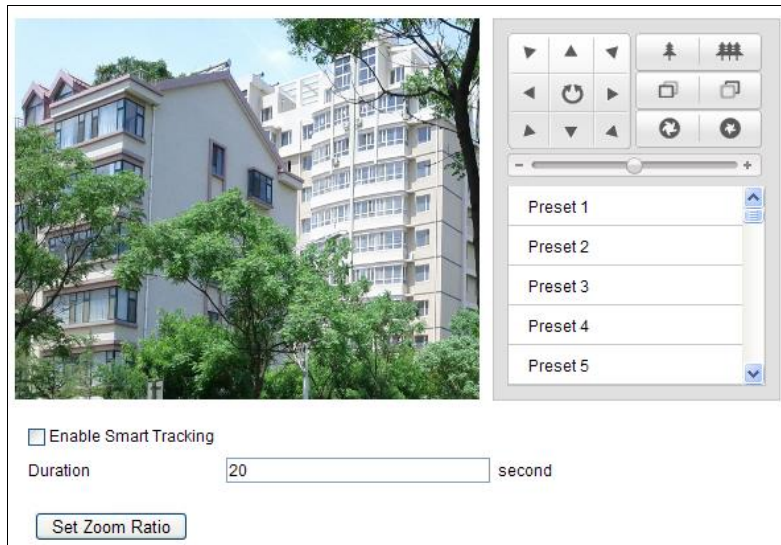 Preset 1
Preset 2
Preset 3
Preset 4
Preset 5
Enable Smart Tracking
Duration 20 second
Set Zoom Ratio